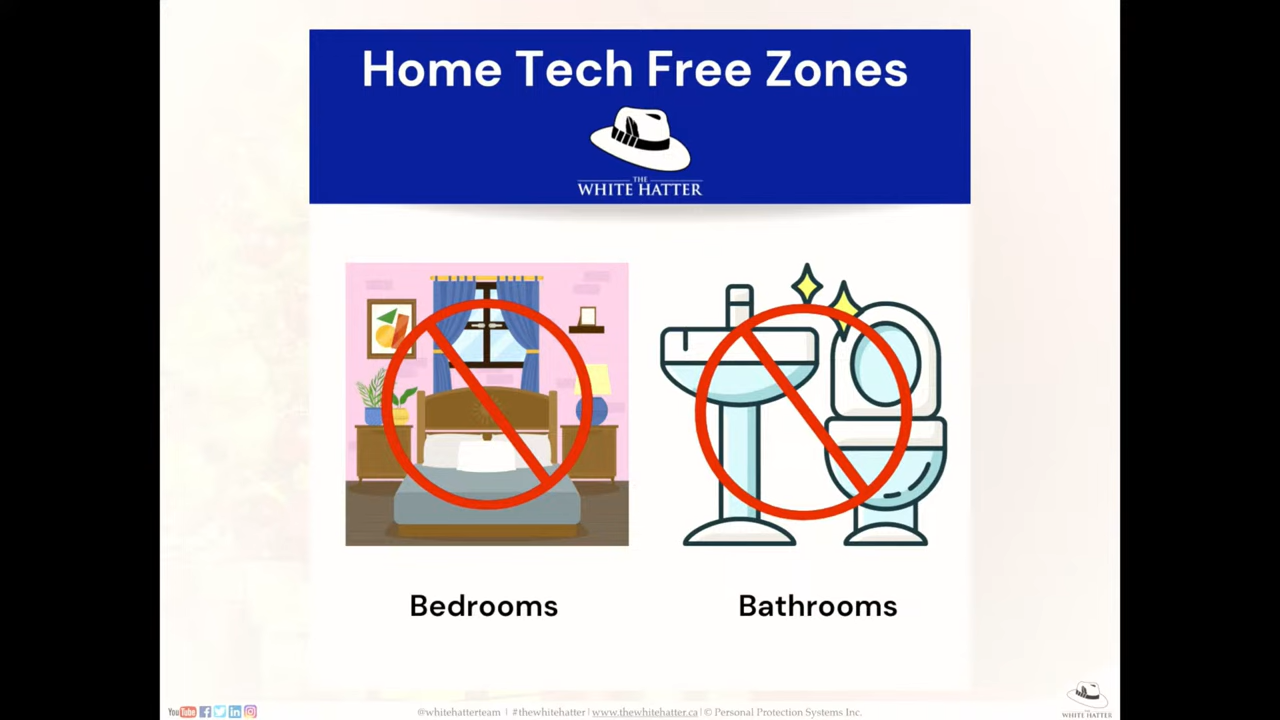 Home Tech Free Zones
THE
WHITE HATTER
Bedrooms
Bathrooms
YouTube
@whitehatterteam | #thewhitehatter | www.thewhitehatter.ca | © Personal Protection Systems Inc.
THE
WHITE HATTER